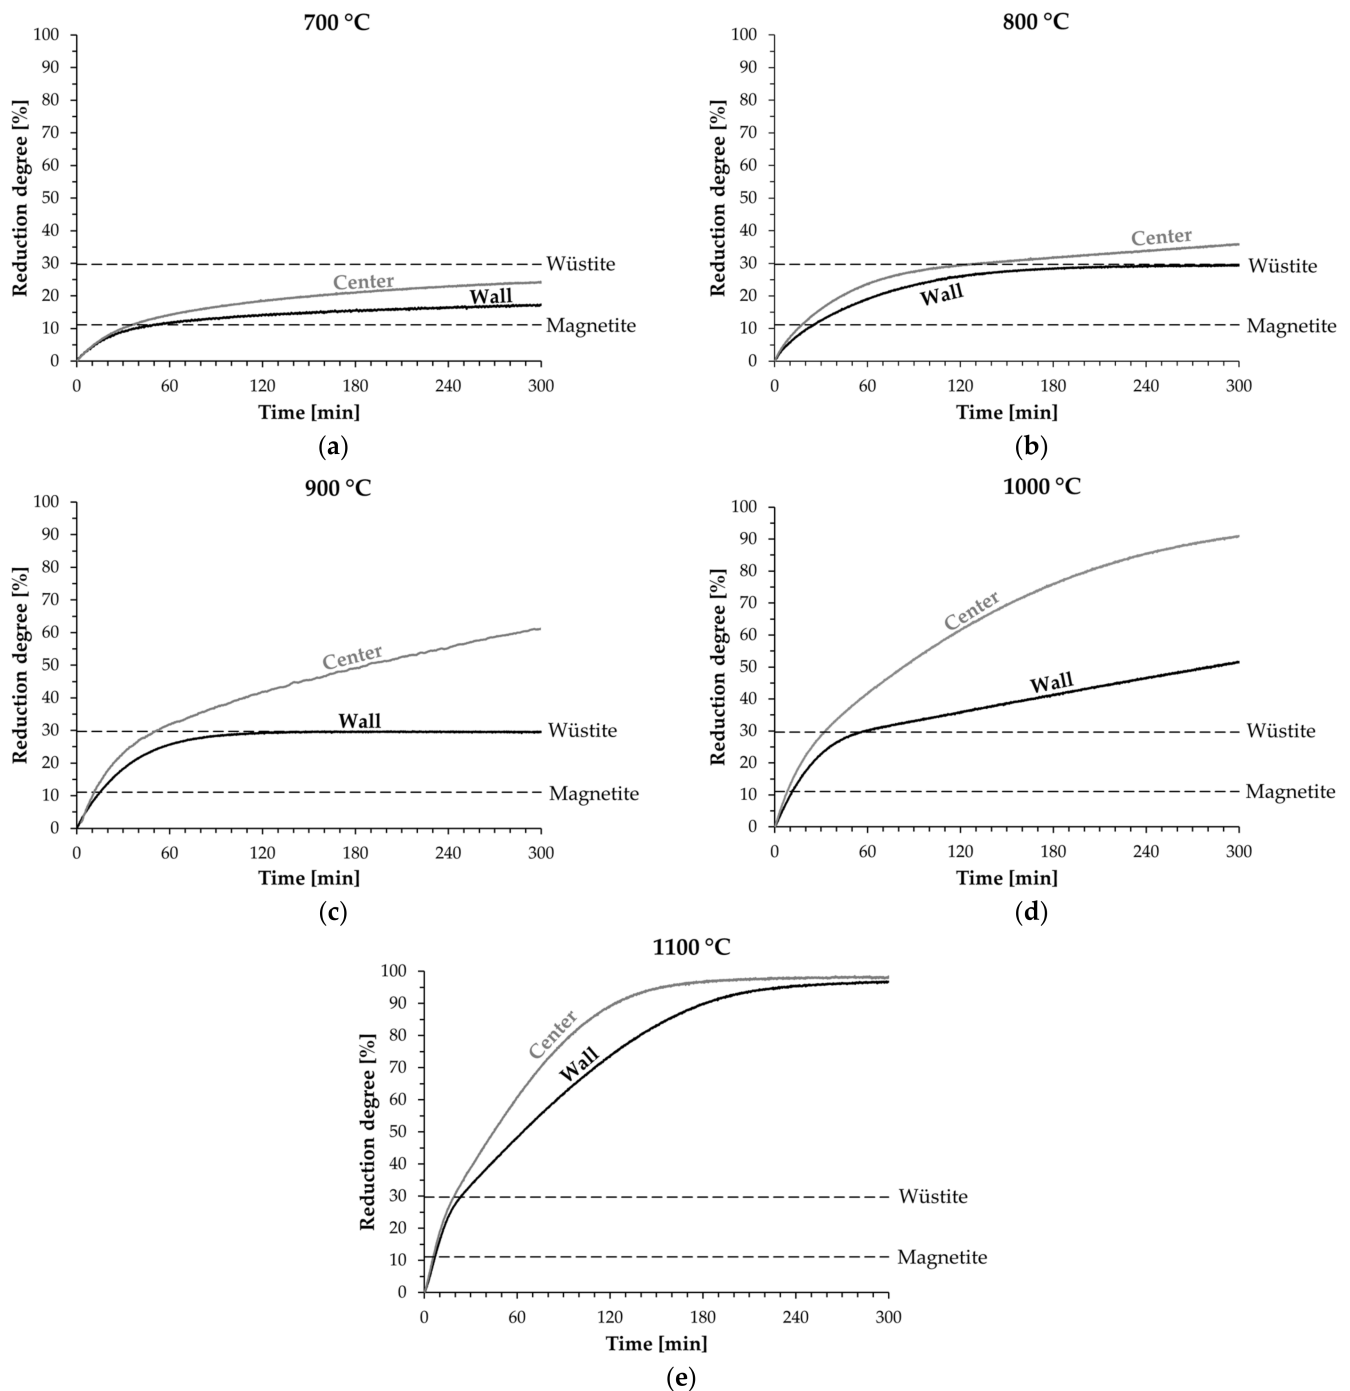 700 °C
100
90
80
70
60
50
40
30
20
10
0
Reduction degree [%]
Center
Wall
Wüstite
Magnetite
0 60 120 180 240 300
Time [min]
(a)
800 °C
100
90
80
70
60
50
40
30
20
10
0
Reduction degree [%]
Center
Wall
Wüstite
Magnetite
0 60 120 180 240 300
Time [min]
(b)
900 °C
100
90
80
70
60
50
40
30
20
10
0
Reduction degree [%]
Center
Wall
Wüstite
Magnetite
0 60 120 180 240 300
Time [min]
(c)
1000 °C
100
90
80
70
60
50
40
30
20
10
0
Reduction degree [%]
Center
Wall
Wüstite
Magnetite
0 60 120 180 240 300
Time [min]
(d)
1100 °C
100
90
80
70
60
50
40
30
20
10
0
Reduction degree [%]
Center
Wall
Wüstite
Magnetite
0 60 120 180 240 300
Time [min]
(e)